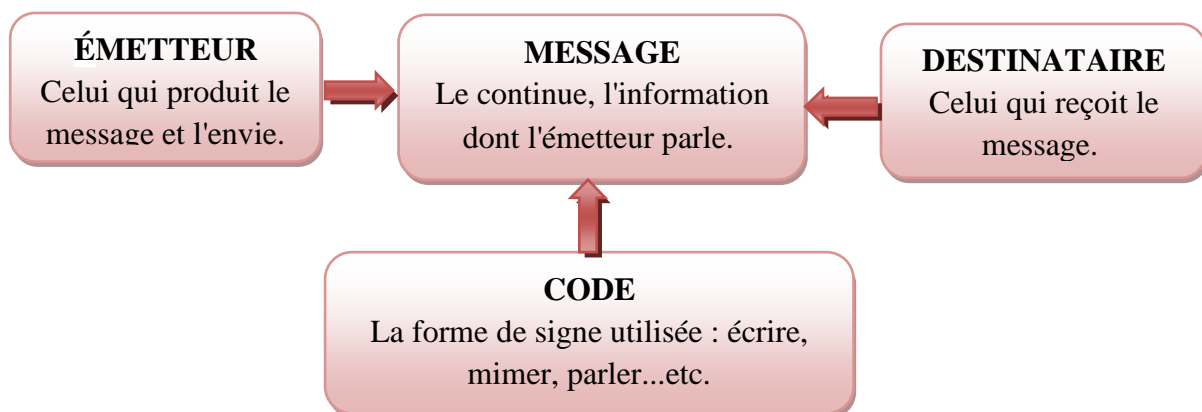 ÉMETTEUR
Celui qui produit le
message et l'envie.
MESSAGE
Le continue, l'information
dont l'émetteur parle.
DESTINATAIRE
Celui qui reçoit le
message.
CODE
La forme de signe utilisée : écrire,
mimer, parler...etc.